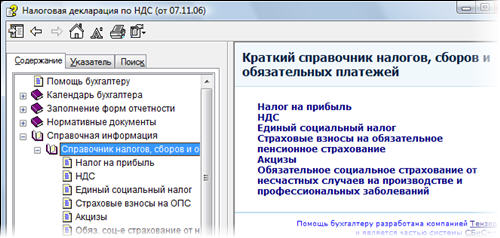 Налоговая декларация по НДС (от 07.11.06)
Содержание Указатель Поиск
Помощь бухгалтеру
Календарь бухгалтера
Заполнение форм отчетности
Нормативные документы
Справочная информация
Справочник налогов, сборов и о
Налог на прибыль
НДС
Единый социальный налог
Страховые взносы на ОПС
Акцизы
Обяз. соц-е страхование от н
Краткий справочник налогов, сборов и
обязательных платежей
Налог на прибыль
НДС
Единый социальный налог
Страховые взносы на обязательное
пенсионное страхование
Акцизы
Обязательное социальное страхование от
несчастных случаев на производстве и
профессиональных заболеваний
Помощь бухгалтеру разработана компанией Тензо
и является частью системы СБиС